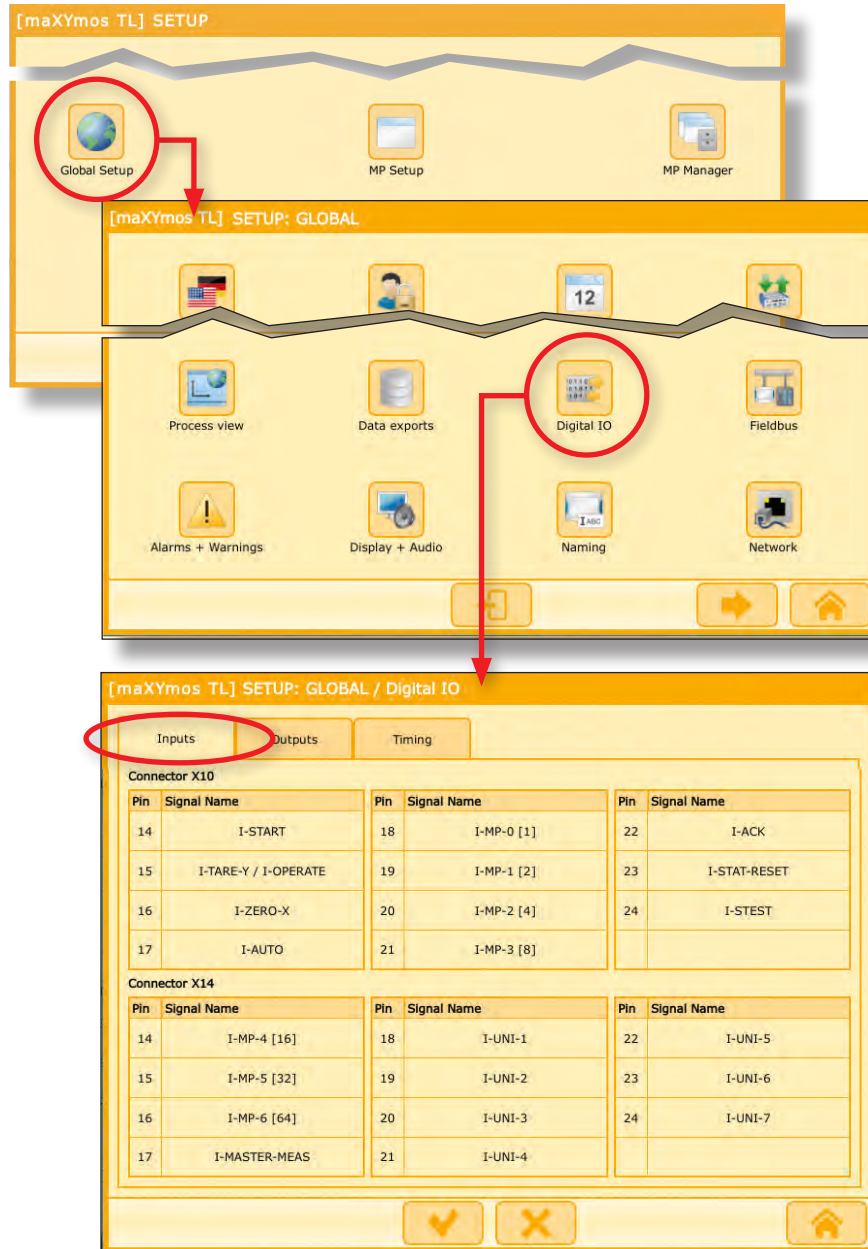 [maXYmos TL] SETUP
Global Setup
MP Setup
MP Manager
[maXYmos TL] SETUP: GLOBAL
12
Process view
Data exports
Digital IO
Fieldbus
Alarms + Warnings
Display + Audio
Naming
Network
[maXYmos TL] SETUP: GLOBAL / Digital IO
Inputs Outputs Timing
Connector X10
Pin Signal Name Pin Signal Name Pin Signal Name
14 I-START 18 I-MP-0 [1] 22 I-ACK
15 I-TARE-Y / I-OPERATE 19 I-MP-1 [2] 23 I-STAT-RESET
16 I-ZERO-X 20 I-MP-2 [4] 24 I-STEST
17 I-AUTO 21 I-MP-3 [8]
Connector X14
Pin Signal Name Pin Signal Name Pin Signal Name
14 I-MP-4 [16] 18 I-UNI-1 22 I-UNI-5
15 I-MP-5 [32] 19 I-UNI-2 23 I-UNI-6
16 I-MP-6 [64] 20 I-UNI-3 24 I-UNI-7
17 I-MASTER-MEAS 21 I-UNI-4